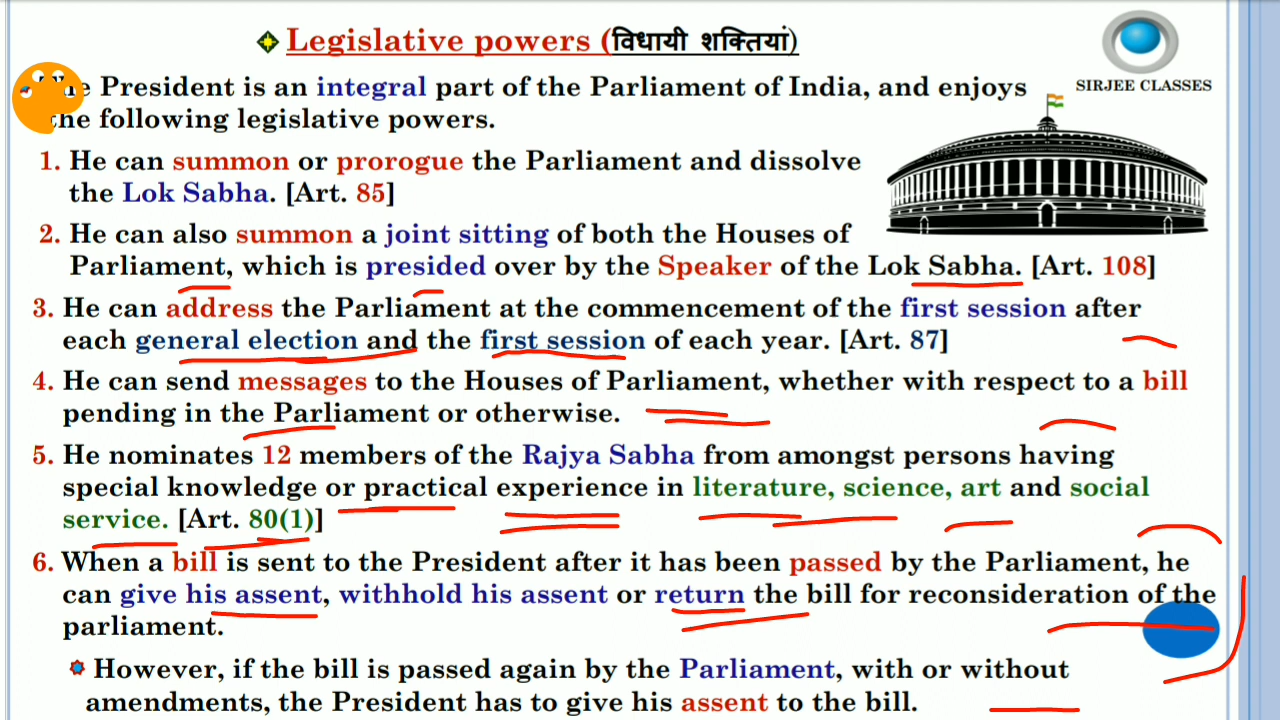 Legislative powers (विधायी शक्तियां)
SIRJEE CLASSES
The President is an integral part of the Parliament of India, and enjoys
the following legislative powers.
1. He can summon or prorogue the Parliament and dissolve
the Lok Sabha. [Art. 85]
2. He can also summon a joint sitting of both the Houses of
Parliament, which is presided over by the Speaker of the Lok Sabha. [Art. 108]
3. He can address the Parliament at the commencement of the first session after
each general election and the first session of each year. [Art. 87]
4. He can send messages to the Houses of Parliament, whether with respect to a bill
pending in the Parliament or otherwise.
5. He nominates 12 members of the Rajya Sabha from amongst persons having
special knowledge or practical experience in literature, science, art and social
service. [Art. 80(1)]
6. When a bill is sent to the President after it has been passed by the Parliament, he
can give his assent, withhold his assent or return the bill for reconsideration of the
parliament.
However, if the bill is passed again by the Parliament, with or without
amendments, the President has to give his assent to the bill.